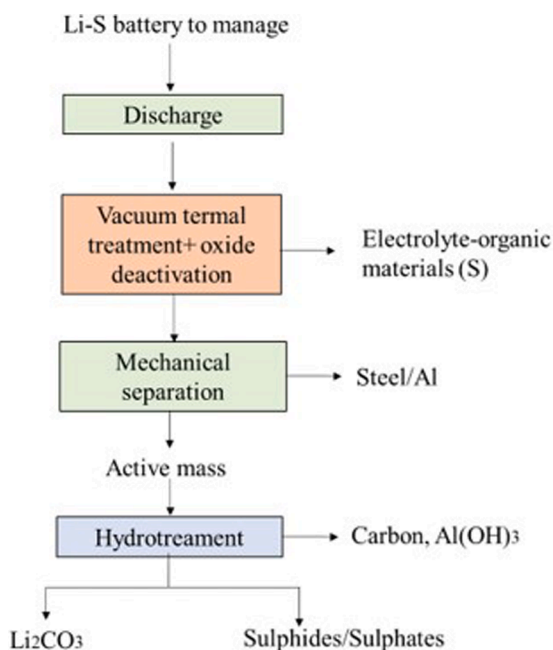 Li-S battery to manage
Discharge
Vacuum termal
treatment+ oxide
deactivation
Electrolyte-organic
materials (S)
Mechanical
separation
Steel/Al
Active mass
Hydrotreament
Carbon, Al(OH)3
Li2CO3
Sulphides/Sulphates